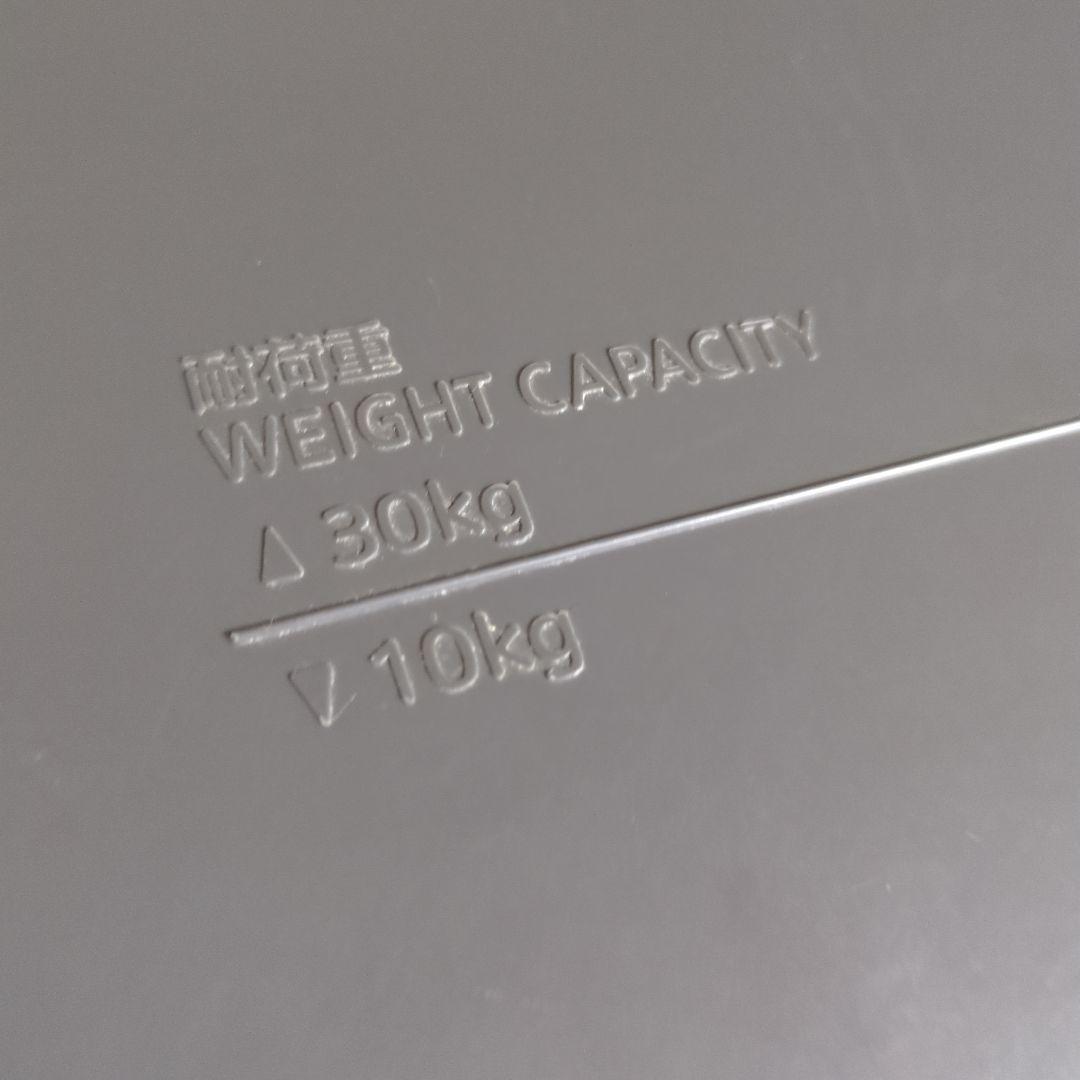 耐荷重
WEIGHT CAPACITY
△ 30kg
▽ 10kg